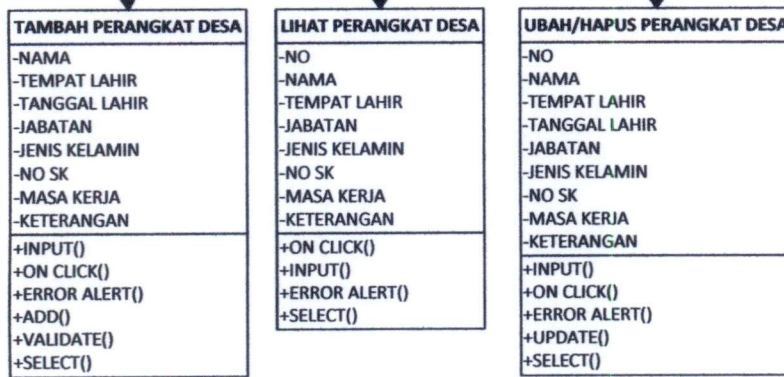 TAMBAH PERANGKAT DESA
-NAMA
-TEMPAT LAHIR
-TANGGAL LAHIR
-JABATAN
-JENIS KELAMIN
-NO SK
-MASA KERJA
-KETERANGAN
+INPUT()
+ON CLICK()
+ERROR ALERT()
+ADD()
+VALIDATE()
+SELECT()
LIHAT PERANGKAT DESA
-NO
-NAMA
-TEMPAT LAHIR
-JABATAN
-JENIS KELAMIN
-NO SK
-MASA KERJA
-KETERANGAN
+ON CLICK()
+INPUT()
+ERROR ALERT()
+SELECT()
UBAH/HAPUS PERANGKAT DESA
-NO
-NAMA
-TEMPAT LAHIR
-TANGGAL LAHIR
-JABATAN
-JENIS KELAMIN
-NO SK
-MASA KERJA
-KETERANGAN
+INPUT()
+ON CLICK()
+ERROR ALERT()
+UPDATE()
+SELECT()